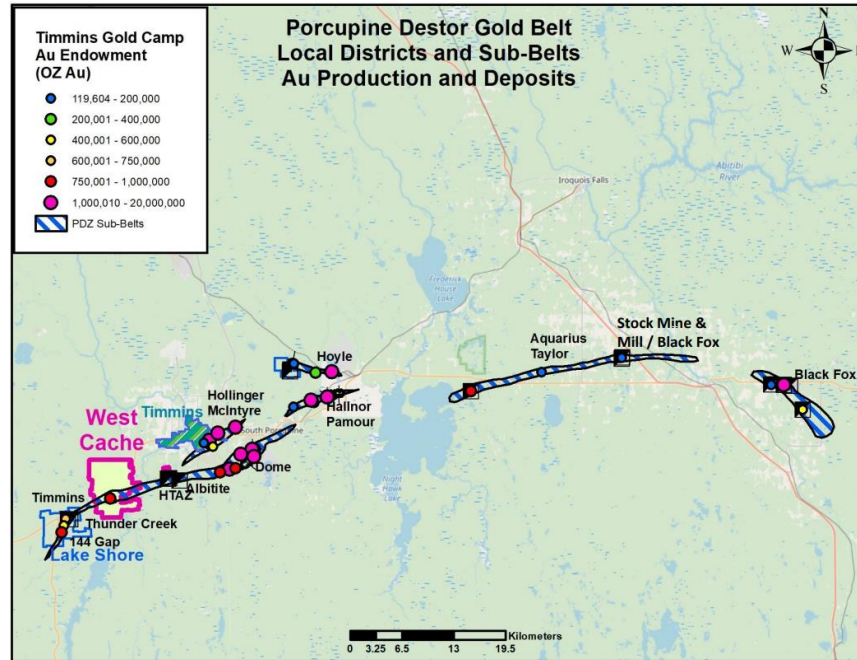 Porcupine Destor Gold Belt
Local Districts and Sub-Belts
Au Production and Deposits
Timmins Gold Camp
Au Endowment
(OZ Au)
119,604 - 200,000
200,001 - 400,000
400,001 - 600,000
600,001 - 750,000
750,001 - 1,000,000
1,000,010 - 20,000,000
PDZ Sub-Belts
N
W
S
Iroquois Falls
Abitibi
River
Frederick
House
Lake
Stock Mine &
Mill / Black Fox
Aquarius
Taylor
Hoyle
Black Fox
Hollinger
McIntyre
Hallnor
Pamour
Timmins
West
Cache
South Porcupine
Dome
Night
Hawk
Lake
Albitite
HTAZ
Timmins
Thunder Creek
144 Gap
Lake Shore
Kilometers
0 3.25 6.5 13 19.5